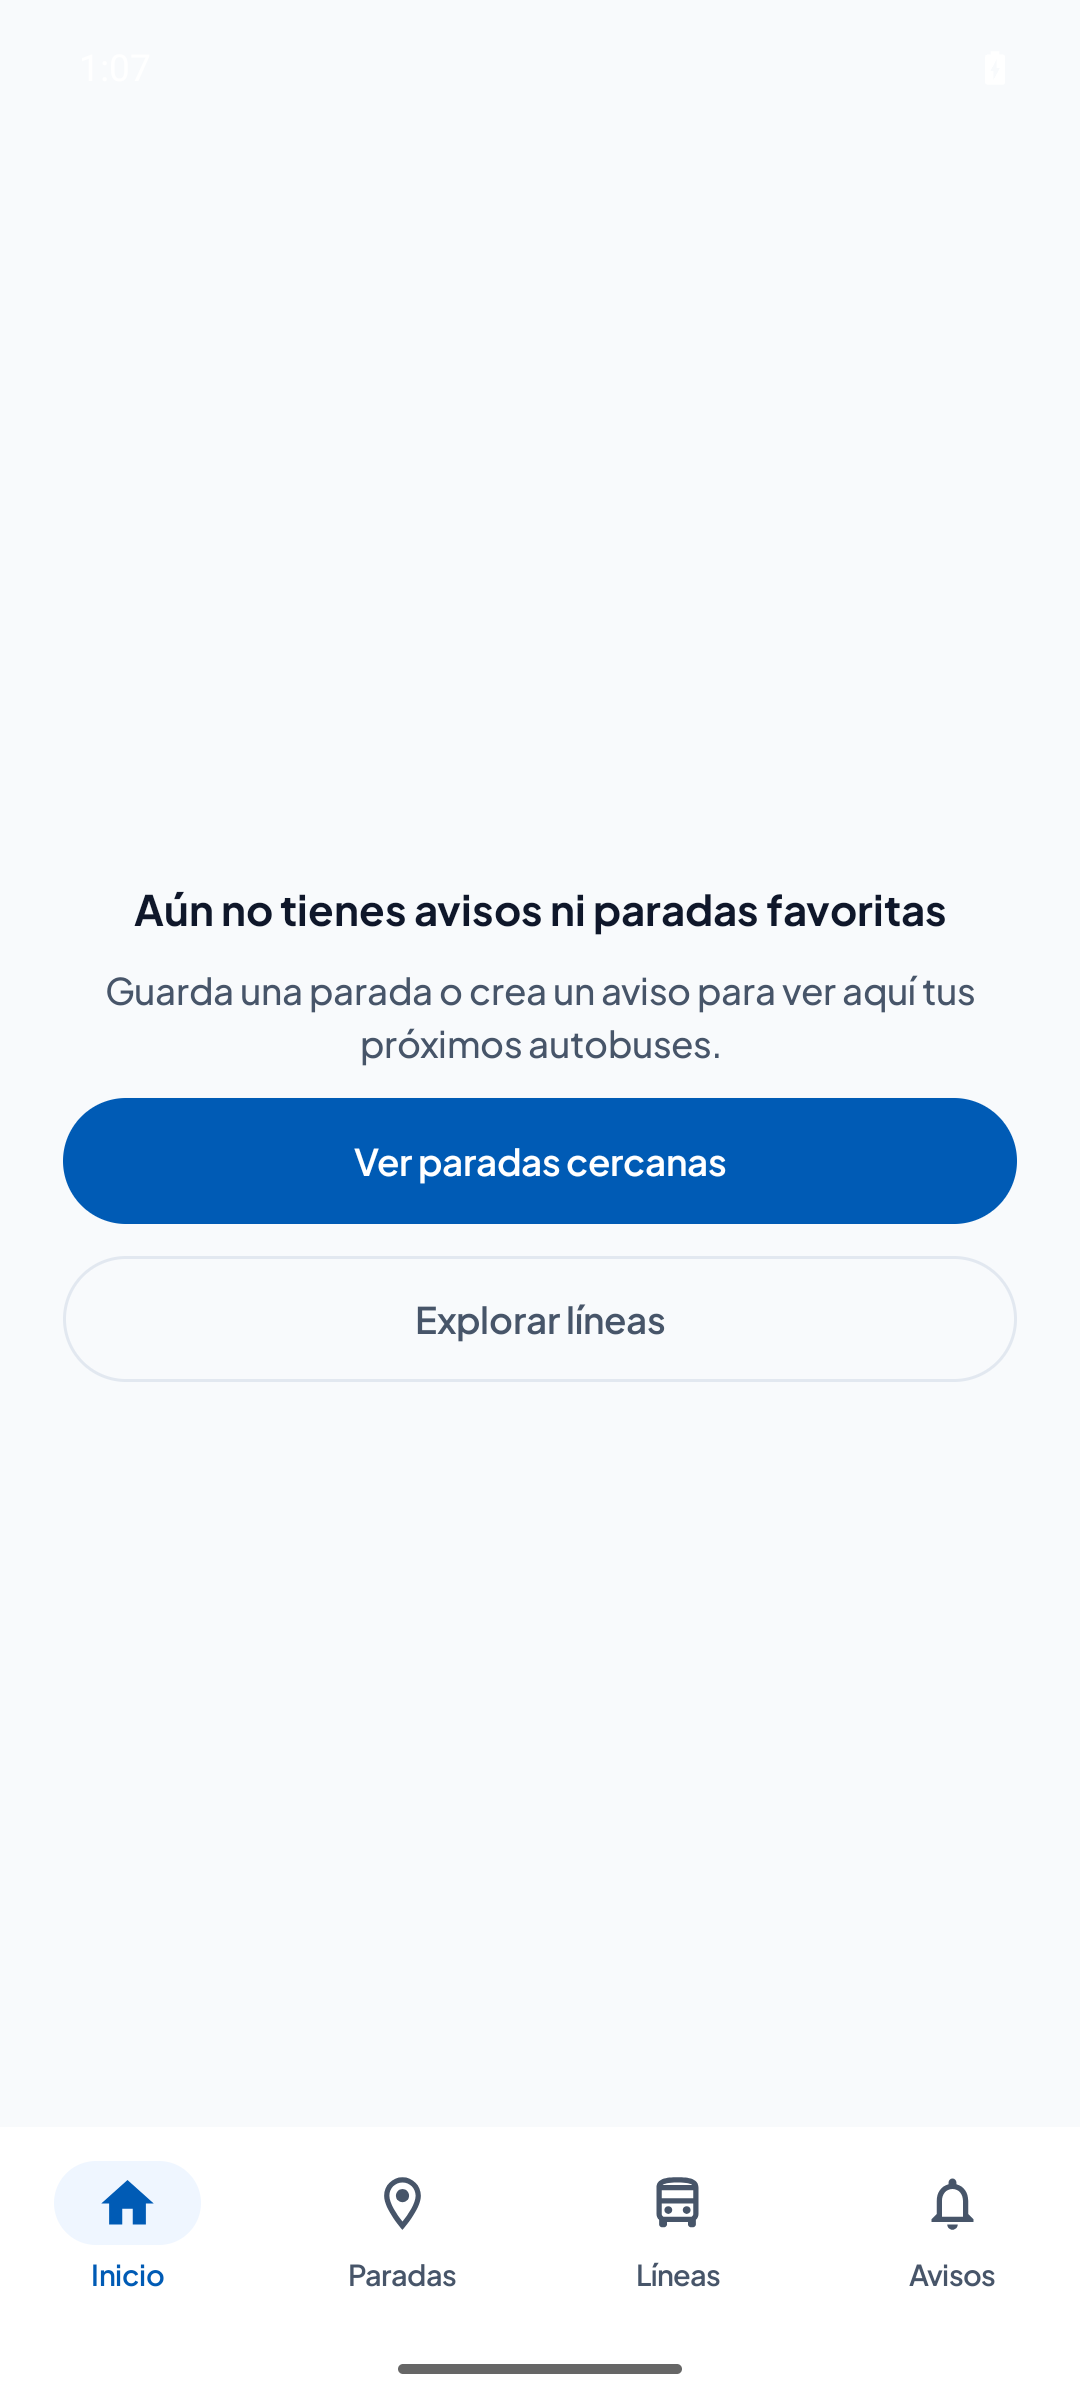 1:07
Aún no tienes avisos ni paradas favoritas
Guarda una parada o crea un aviso para ver aquí tus
próximos autobuses.
Ver paradas cercanas
Explorar líneas
Inicio
Paradas
Líneas
Avisos